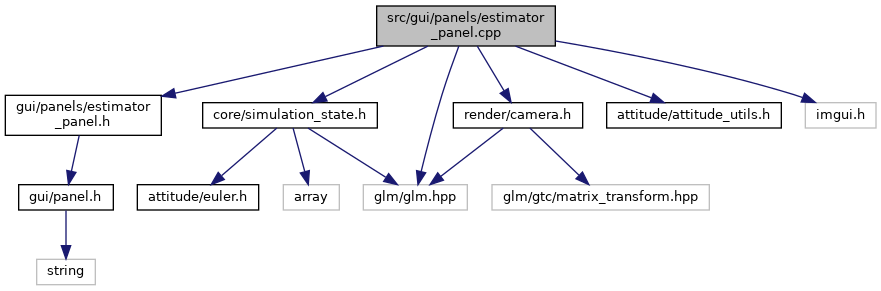 src/gui/panels/estimator
_panel.cpp
gui/panels/estimator
_panel.h
core/simulation_state.h
render/camera.h
attitude/attitude_utils.h
imgui.h
gui/panel.h
attitude/euler.h
array
glm/glm.hpp
glm/gtc/matrix_transform.hpp
string